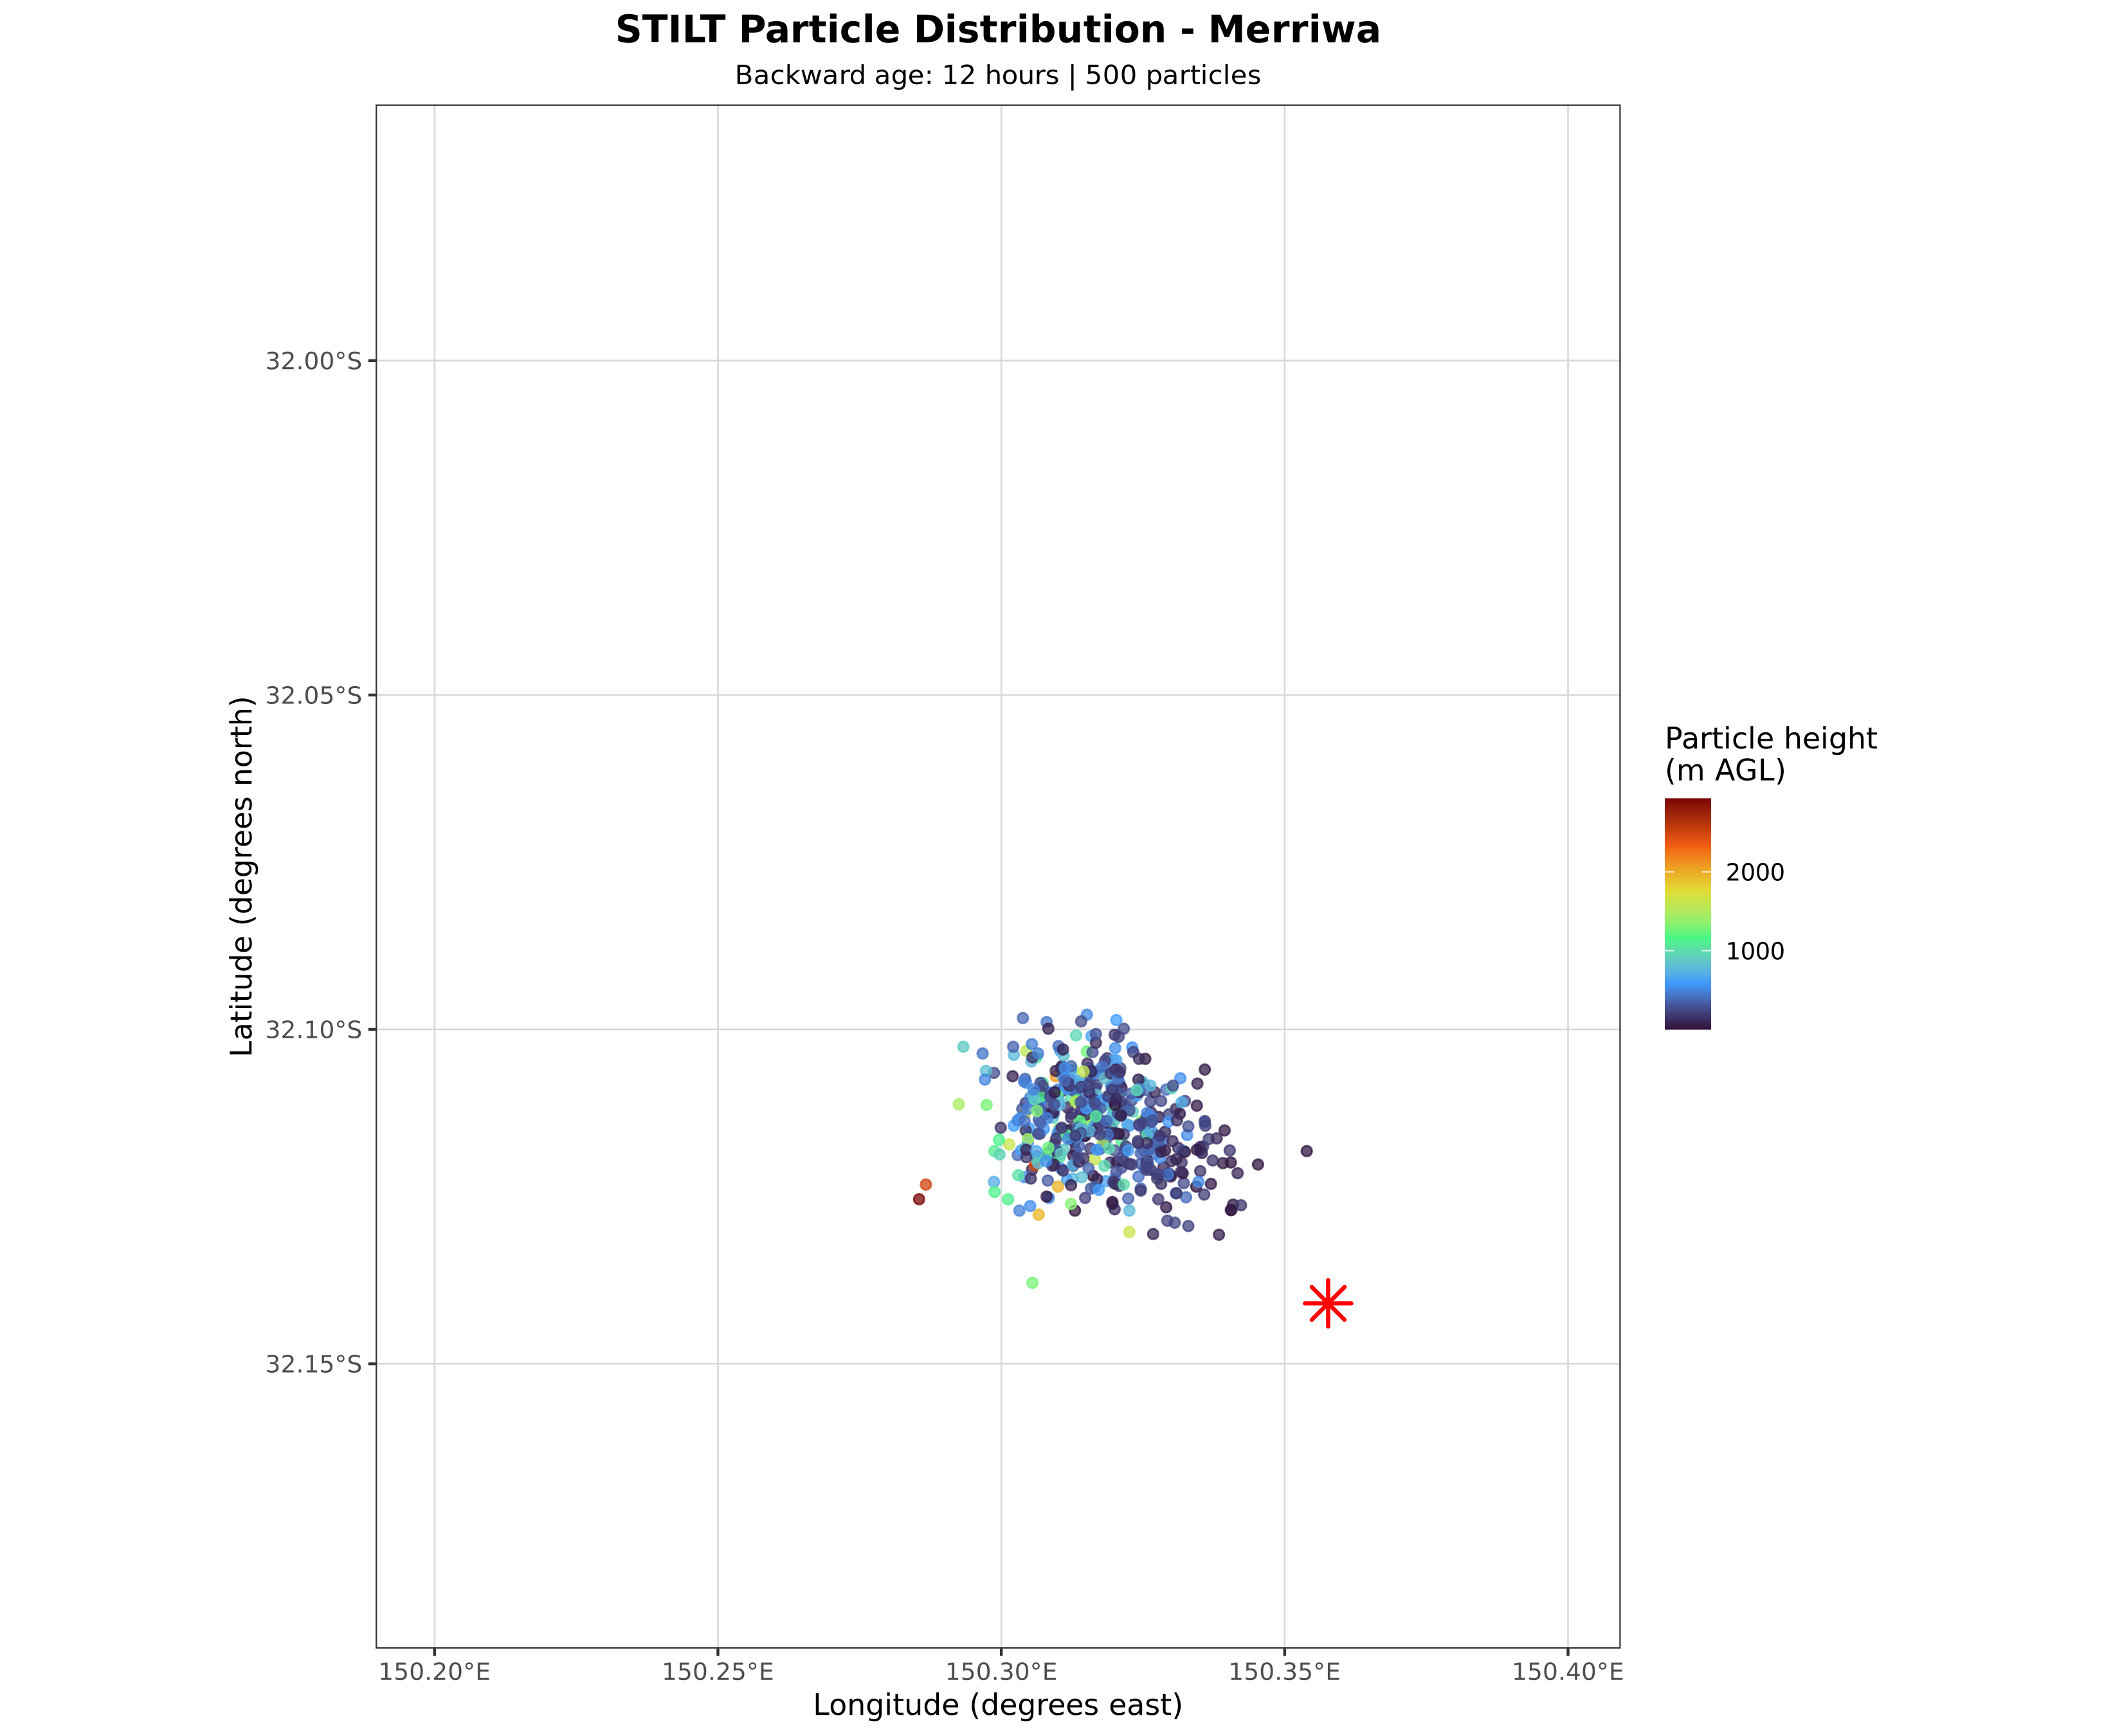 STILT Particle Distribution - Merriwa
Backward age: 12 hours | 500 particles
32.00°S
32.05°S
32.10°S
32.15°S
Latitude (degrees north)
150.20°E
150.25°E
150.30°E
150.35°E
150.40°E
Longitude (degrees east)
Particle height
(m AGL)
2000
1000